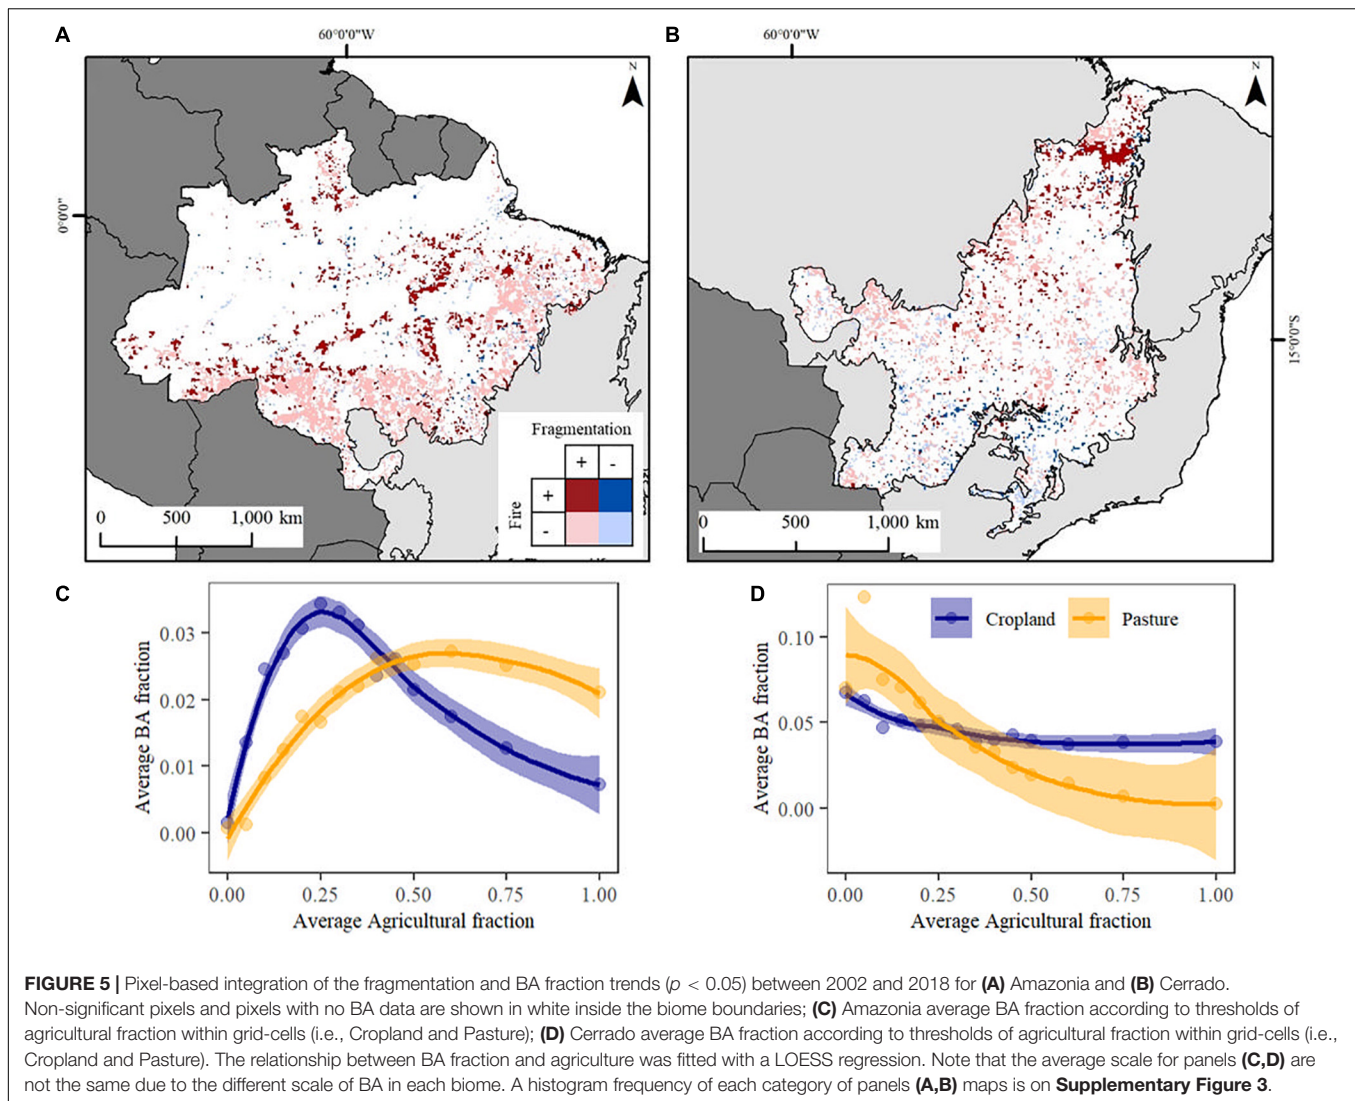 A
60°0'0"W
B
60°0'0"W
N
N
0°0'0"
15°0'0"S
Fragmentation
+ -
Fire
+
-
0 500 1,000 km
0 500 1,000 km
C
Average BA fraction
0.03
0.02
0.01
0.00
0.00 0.25 0.50 0.75 1.00
Average Agricultural fraction
D
Cropland Pasture
Average BA fraction
0.10
0.05
0.00
0.00 0.25 0.50 0.75 1.00
Average Agricultural fraction
FIGURE 5 | Pixel-based integration of the fragmentation and BA fraction trends (p < 0.05) between 2002 and 2018 for (A) Amazonia and (B) Cerrado.
Non-significant pixels and pixels with no BA data are shown in white inside the biome boundaries; (C) Amazonia average BA fraction according to thresholds of
agricultural fraction within grid-cells (i.e., Cropland and Pasture); (D) Cerrado average BA fraction according to thresholds of agricultural fraction within grid-cells (i.e.,
Cropland and Pasture). The relationship between BA fraction and agriculture was fitted with a LOESS regression. Note that the average scale for panels (C,D) are
not the same due to the different scale of BA in each biome. A histogram frequency of each category of panels (A,B) maps is on Supplementary Figure 3.